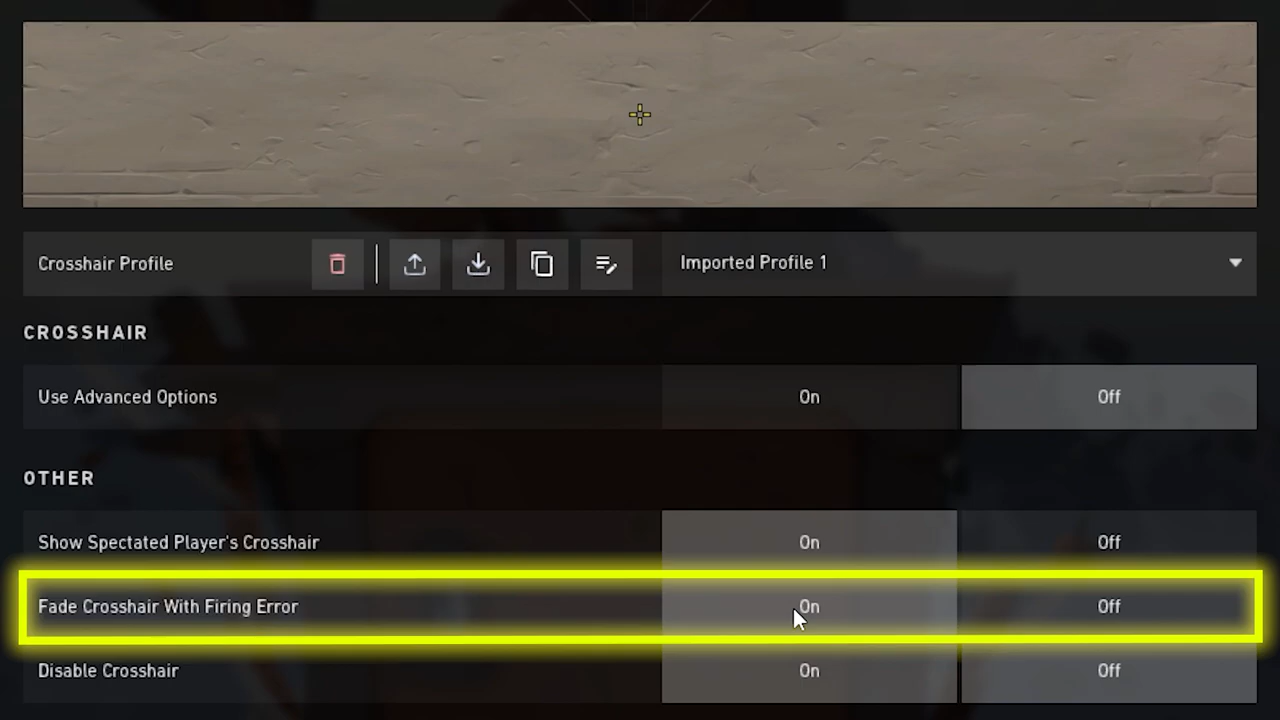 Crosshair Profile
Imported Profile 1
CROSSHAIR
Use Advanced Options On Off
OTHER
Show Spectated Player's Crosshair On Off
Fade Crosshair With Firing Error On Off
Disable Crosshair On Off